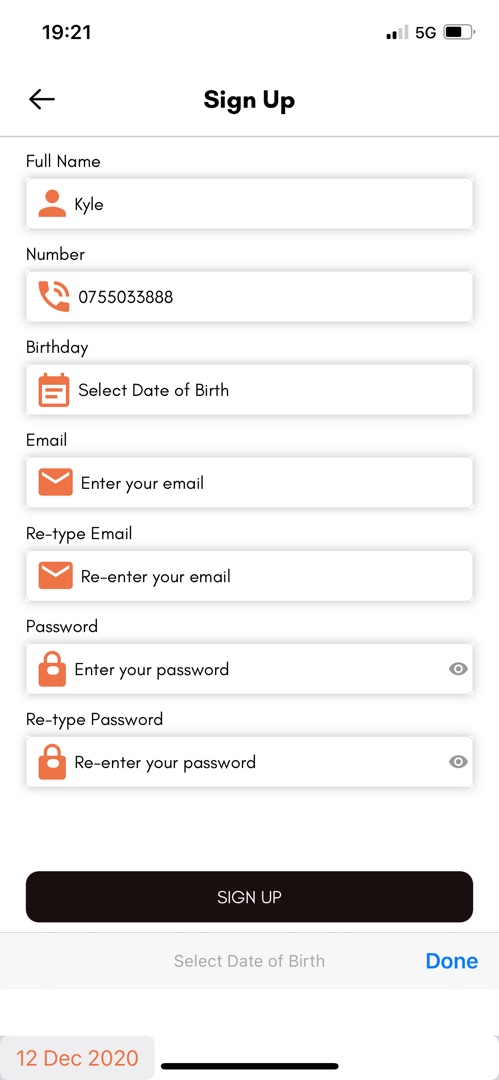 19:21 5G
Sign Up
Full Name
Kyle
Number
0755033888
Birthday
Select Date of Birth
Email
Enter your email
Re-type Email
Re-enter your email
Password
Enter your password
Re-type Password
Re-enter your password
SIGN UP
Select Date of Birth Done
12 Dec 2020